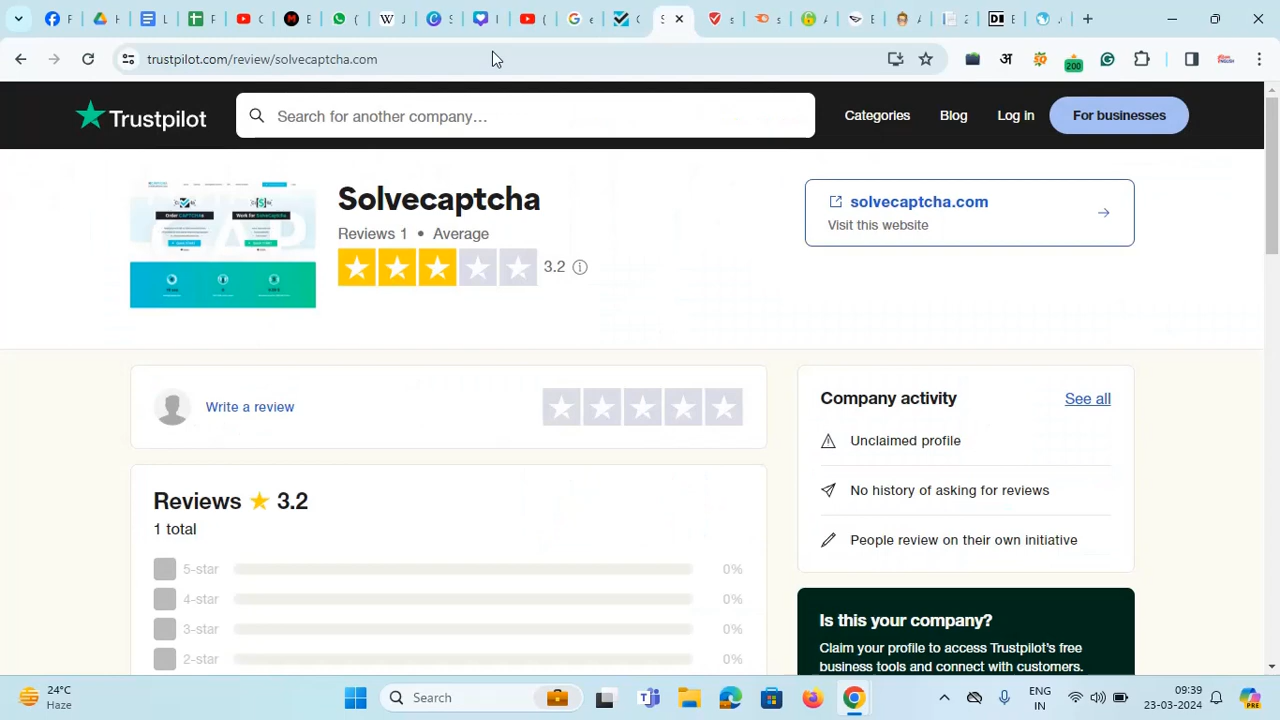 trustpilot.com/review/solvecaptcha.com
200
Trustpilot
Search for another company...
Categories
Blog
Log in
For businesses
Solvecaptcha
Reviews 1 • Average
3.2
solvecaptcha.com
Visit this website
Write a review
Company activity
See all
Unclaimed profile
No history of asking for reviews
People review on their own initiative
Reviews ★ 3.2
1 total
5-star 0%
4-star 0%
3-star 0%
2-star 0%
Is this your company?
Claim your profile to access Trustpilot's free
business tools and connect with customers.
24°C
Haze
Search
ENG
IN
09:39
23-03-2024